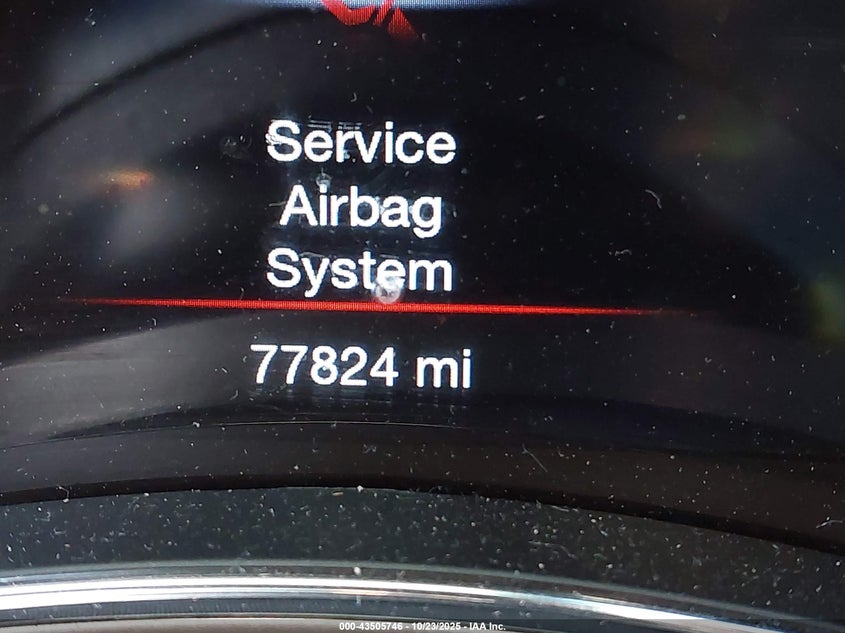 Service
Airbag
System
77824 mi
000-43505746 - 10/23/2025 - IAA Inc.